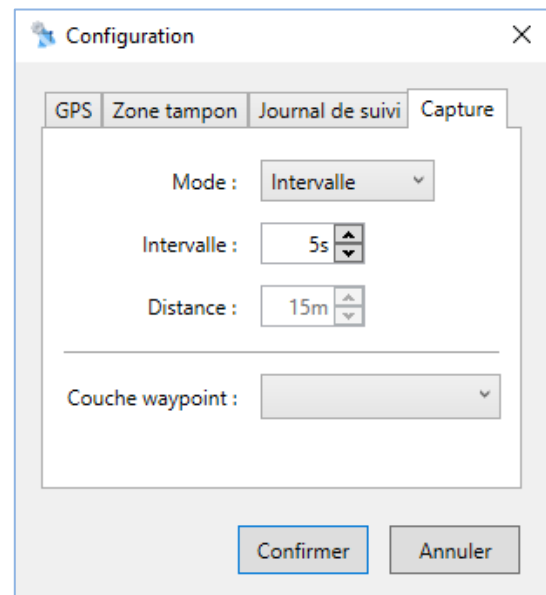 Configuration
GPS Zone tampon Journal de suivi Capture
Mode : Intervalle
Intervalle : 5s
Distance : 15m
Couche waypoint :
Confirmer Annuler